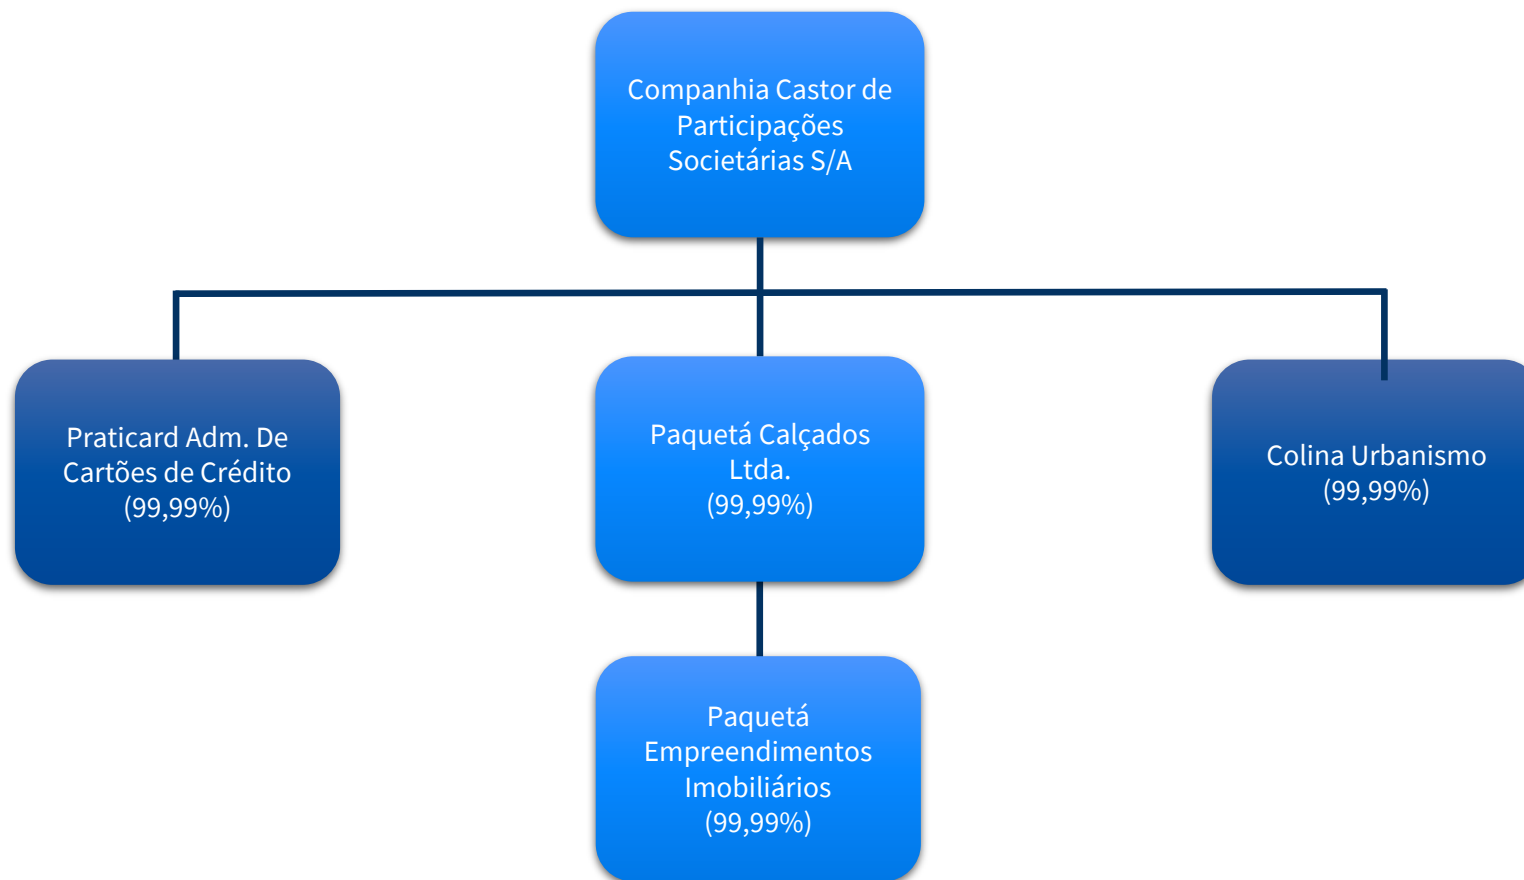 Companhia Castor de
Participações
Societárias S/A
Praticard Adm. De
Cartões de Crédito
(99,99%)
Paquetá Calçados
Ltda.
(99,99%)
Colina Urbanismo
(99,99%)
Paquetá
Empreendimentos
Imobiliários
(99,99%)